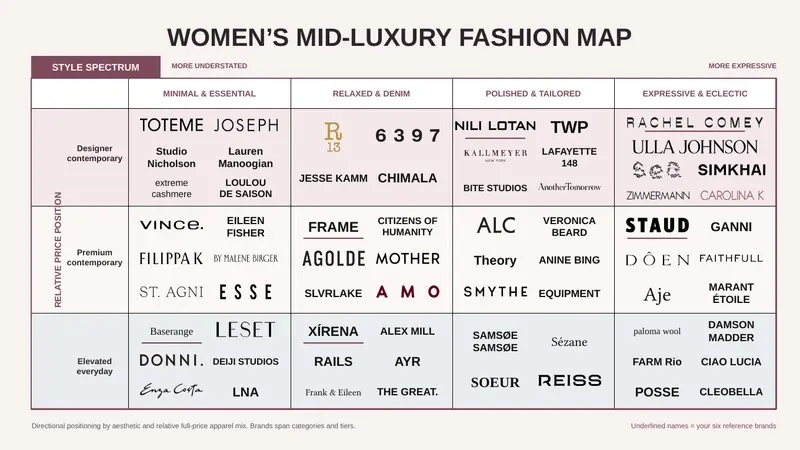 WOMEN'S MID-LUXURY FASHION MAP
STYLE SPECTRUM
MORE UNDERSTATED
MORE EXPRESSIVE
MINIMAL & ESSENTIAL
RELAXED & DENIM
POLISHED & TAILORED
EXPRESSIVE & ECLECTIC
RELATIVE PRICE POSITION
Designer
contemporary
TOTEME JOSEPH
Studio
Nicholson
Lauren
Manoogian
extreme
cashmere
LOULOU
DE SAISON
R
13
6397
JESSE KAMM CHIMALA
NILI LOTAN TWP
KALLMEYER
NEW YORK
LAFAYETTE
148
BITE STUDIOS AnotherTomorrow
RACHEL COMEY
ULLA JOHNSON
SIMKHAI
ZIMMERMANN CAROLINA K
Premium
contemporary
VINCE.
EILEEN
FISHER
FILIPPA K BY MALENE BIRGER
ST. AGNI ESSE
FRAME
CITIZENS OF
HUMANITY
AGOLDE MOTHER
SLVRLAKE AMO
ALC
VERONICA
BEARD
Theory ANINE BING
SMYTHE EQUIPMENT
STAUD GANNI
DÔEN FAITHFULL
Aje
MARANT
ÉTOILE
Elevated
everyday
Baserange LESET
DONNI. DEIJI STUDIOS
Enza Costa LNA
XÍRENA ALEX MILL
RAILS AYR
Frank & Eileen THE GREAT.
SAMSØE
SAMSØE
Sézane
SOEUR REISS
paloma wool
DAMSON
MADDER
FARM Rio CIAO LUCIA
POSSE CLEOBELLA
Directional positioning by aesthetic and relative full-price apparel mix. Brands span categories and tiers.
Underlined names = your six reference brands